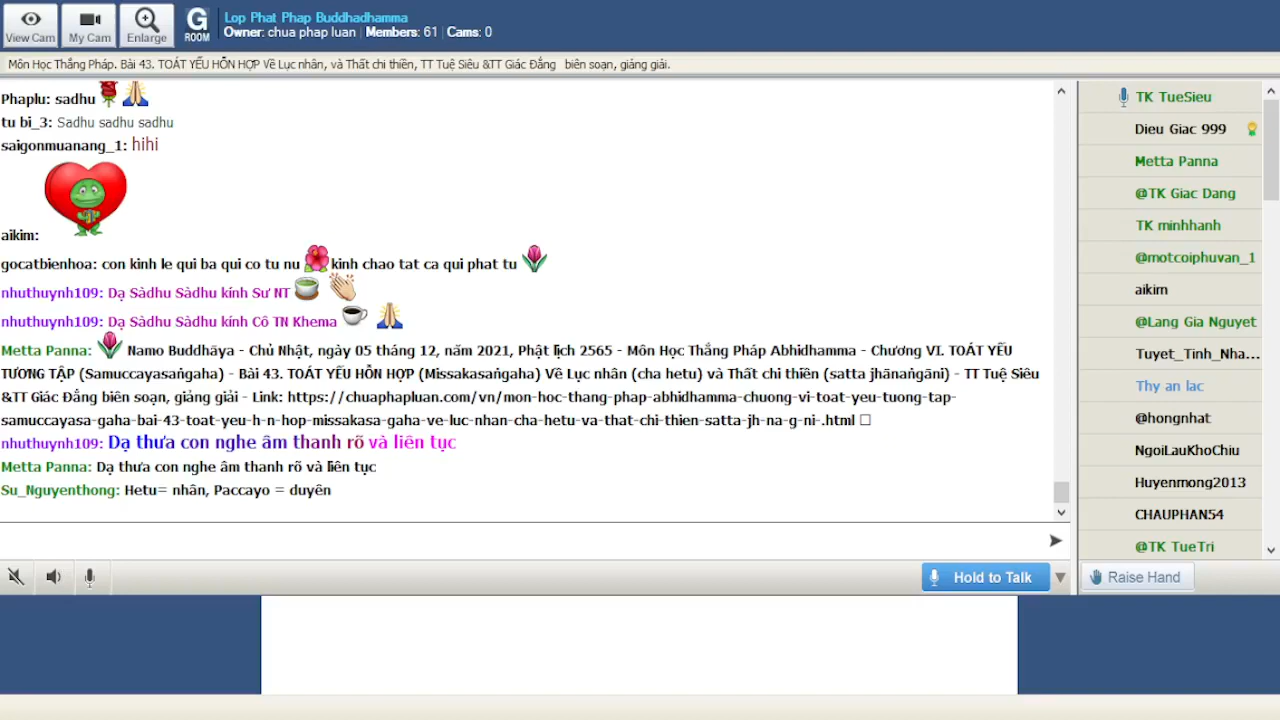 View Cam
My Cam
Enlarge
G
ROOM
Lop Phat Phap Buddhadhamma
Owner: chua phap luan | Members: 61 | Cams: 0
Môn Học Thắng Pháp. Bài 43. TOÁT YẾU HỖN HỢP Về Lục nhân, và Thất chi thiền, TT Tuệ Siêu &TT Giác Đẳng biên soạn, giảng giải.
Phaplu: sadhu
tu bi_3: Sadhu sadhu sadhu
saigonmuanang_1: hihi
aikim:
gocatbienhoa: con kinh le qui ba qui co tu nu kinh chao tat ca qui phat tu
nhuthuynh109: Dạ Sàdhu Sàdhu kính Sư NT
nhuthuynh109: Dạ Sàdhu Sàdhu kính Cô TN Khema
Metta Panna: Namo Buddhāya - Chủ Nhật, ngày 05 tháng 12, năm 2021, Phật lịch 2565 - Môn Học Thắng Pháp Abhidhamma - Chương VI. TOÁT YẾU
TƯƠNG TẬP (Samuccayasaṅgaha) - Bài 43. TOÁT YẾU HỖN HỢP (Missakasaṅgaha) Về Lục nhân (cha hetu) và Thất chi thiền (satta jhānaṅgāni) - TT Tuệ Siêu
&TT Giác Đẳng biên soạn, giảng giải - Link: https://chuaphapluan.com/vn/mon-hoc-thang-phap-abhidhamma-chuong-vi-toat-yeu-tuong-tap-
samuccayasa-gaha-bai-43-toat-yeu-h-n-hop-missakasa-gaha-ve-luc-nhan-cha-hetu-va-that-chi-thien-satta-jh-na-g-ni-.html
nhuthuynh109: Dạ thưa con nghe âm thanh rõ và liên tục
Metta Panna: Dạ thưa con nghe âm thanh rõ và liên tục
Su_Nguyenthong: Hetu= nhân, Paccayo = duyên
TK TueSieu
Dieu Giac 999
Metta Panna
@TK Giac Dang
TK minhhanh
@motcoiphuvan_1
aikim
@Lang Gia Nguyet
Tuyet_Tinh_Nha...
Thy an lac
@hongnhat
NgoiLauKhoChiu
Huyenmong2013
CHAUPHAN54
@TK TueTri
Hold to Talk
Raise Hand